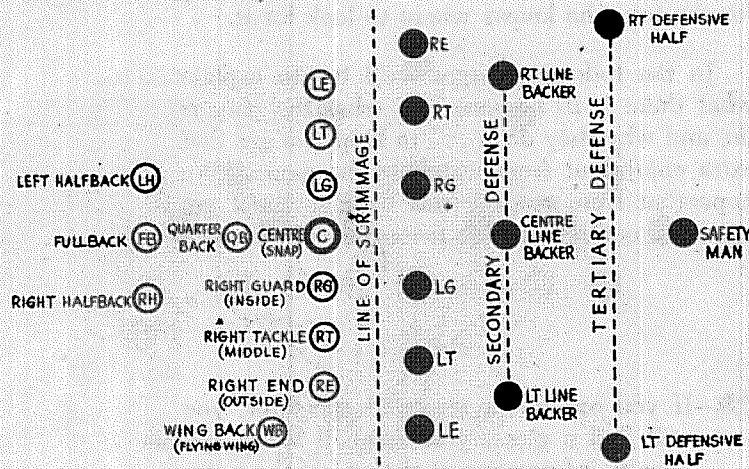 RT DEFENSIVE
HALF
RE
LE
RT LINE
BACKER
LT
RT
LEFT HALFBACK
LH
LG
RG
LINE OF SCRIMMAGE
SECONDARY DEFENSE
TERTIARY DEFENSE
FULLBACK
FB
QUARTER
BACK
QB
CENTRE
(SNAP)
C
CENTRE
LINE
BACKER
SAFETY
MAN
RIGHT HALFBACK
RH
RIGHT GUARD
(INSIDE)
RG
LG
RIGHT TACKLE
(MIDDLE)
RT
LT
RIGHT END
(OUTSIDE)
RE
LT LINE
BACKER
WING BACK
(FLYING WING)
WB
LE
LT DEFENSIVE
HALF